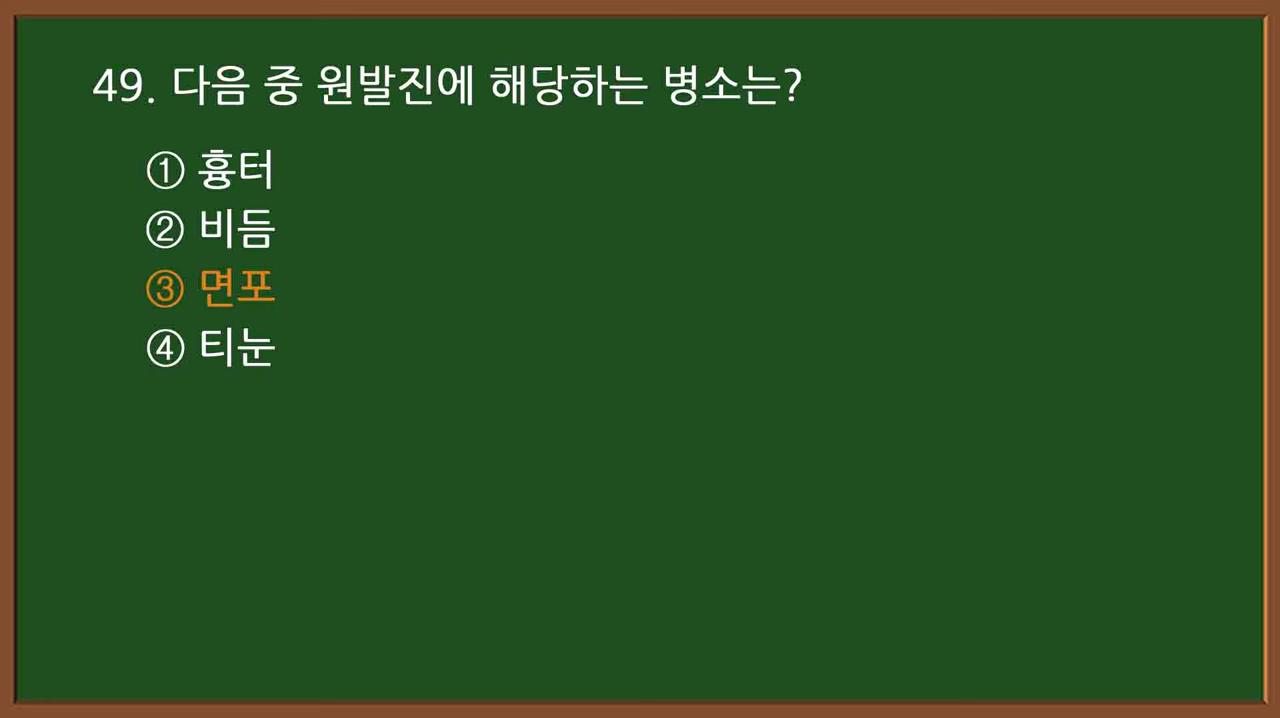 49. 다음 중 원발진에 해당하는 병소는?
① 흉터
② 비듬
③ 면포
④ 티눈